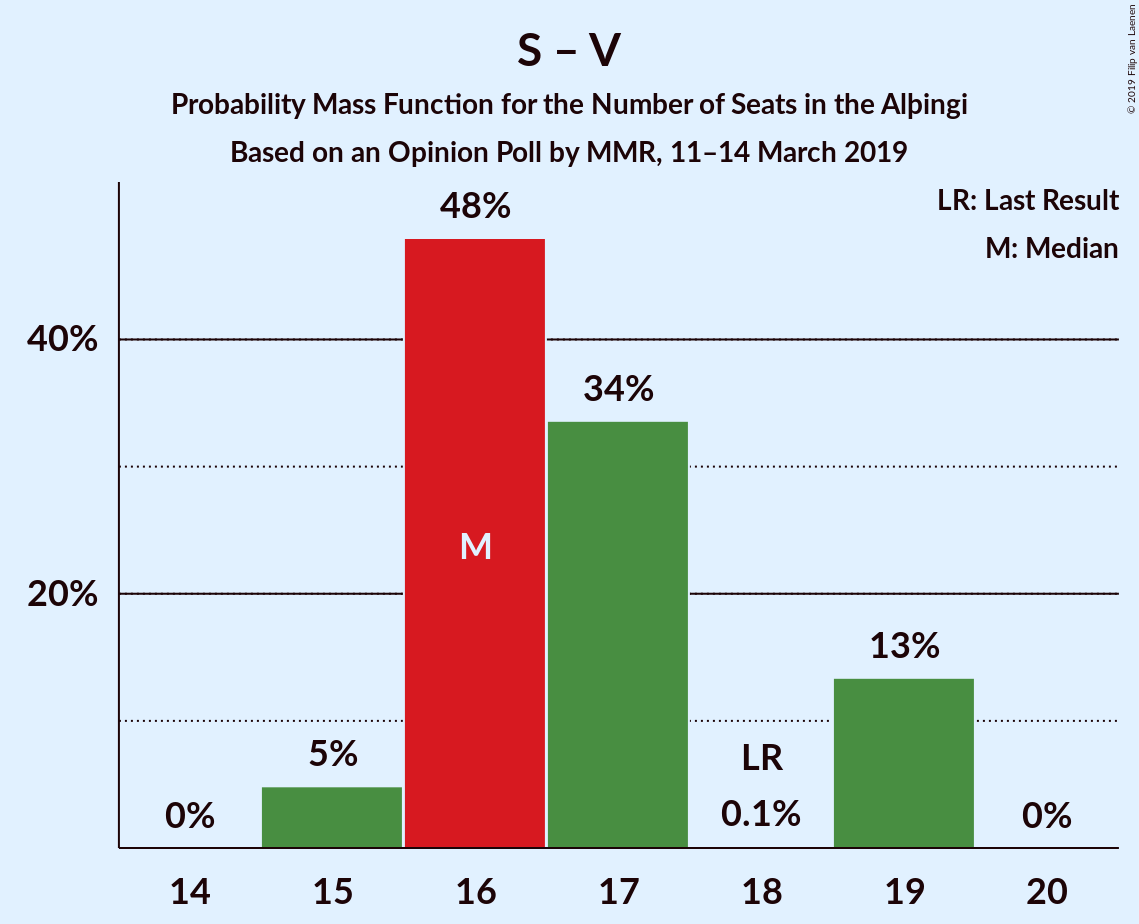 S – V
Probability Mass Function for the Number of Seats in the Alþingi
Based on an Opinion Poll by MMR, 11–14 March 2019
© 2019 Filip van Laenen
LR: Last Result
M: Median
40%
20%
0%
5%
48%
M
34%
LR
0.1%
13%
0%
14 15 16 17 18 19 20